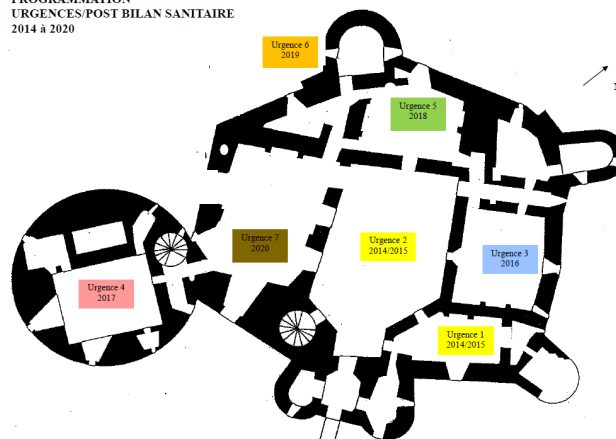 PROGRAMMATION
URGENCES/POST BILAN SANITAIRE
2014 à 2020
Urgence 6
2019
Urgence 5
2018
Urgence 7
2020
Urgence 2
2014/2015
Urgence 3
2016
Urgence 4
2017
Urgence 1
2014/2015